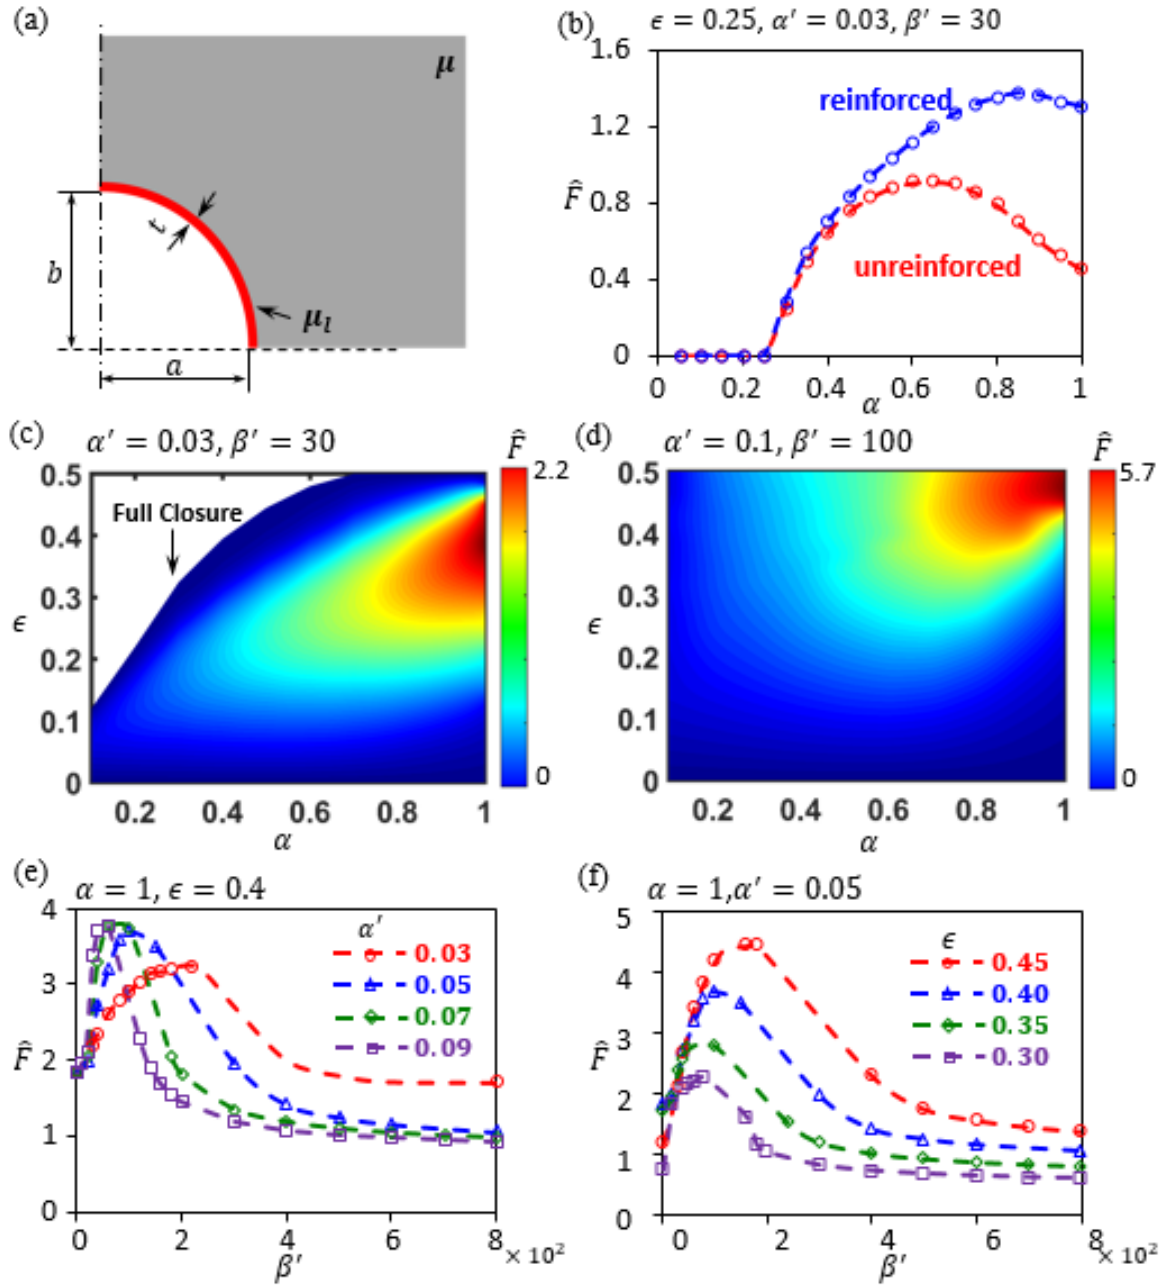 (a)
μ
t
b
μ_l
a
(b) ϵ = 0.25, α′ = 0.03, β′ = 30
1.6
1.2
0.8
0.4
0
F̂
reinforced
unreinforced
0 0.2 0.4 0.6 0.8 1
α
(c) α′ = 0.03, β′ = 30
F̂
0.5
0.4
0.3
0.2
0.1
0
ϵ
Full Closure
2.2
0
0.2 0.4 0.6 0.8 1
α
(d) α′ = 0.1, β′ = 100
F̂
0.5
0.4
0.3
0.2
0.1
0
ϵ
5.7
0
0.2 0.4 0.6 0.8 1
α
(e) α = 1, ϵ = 0.4
4
3
2
1
0
F̂
α′
0.03
0.05
0.07
0.09
0 2 4 6 8 × 10²
β′
(f) α = 1,α′ = 0.05
5
4
3
2
1
0
F̂
ϵ
0.45
0.40
0.35
0.30
0 2 4 6 8 × 10²
β′